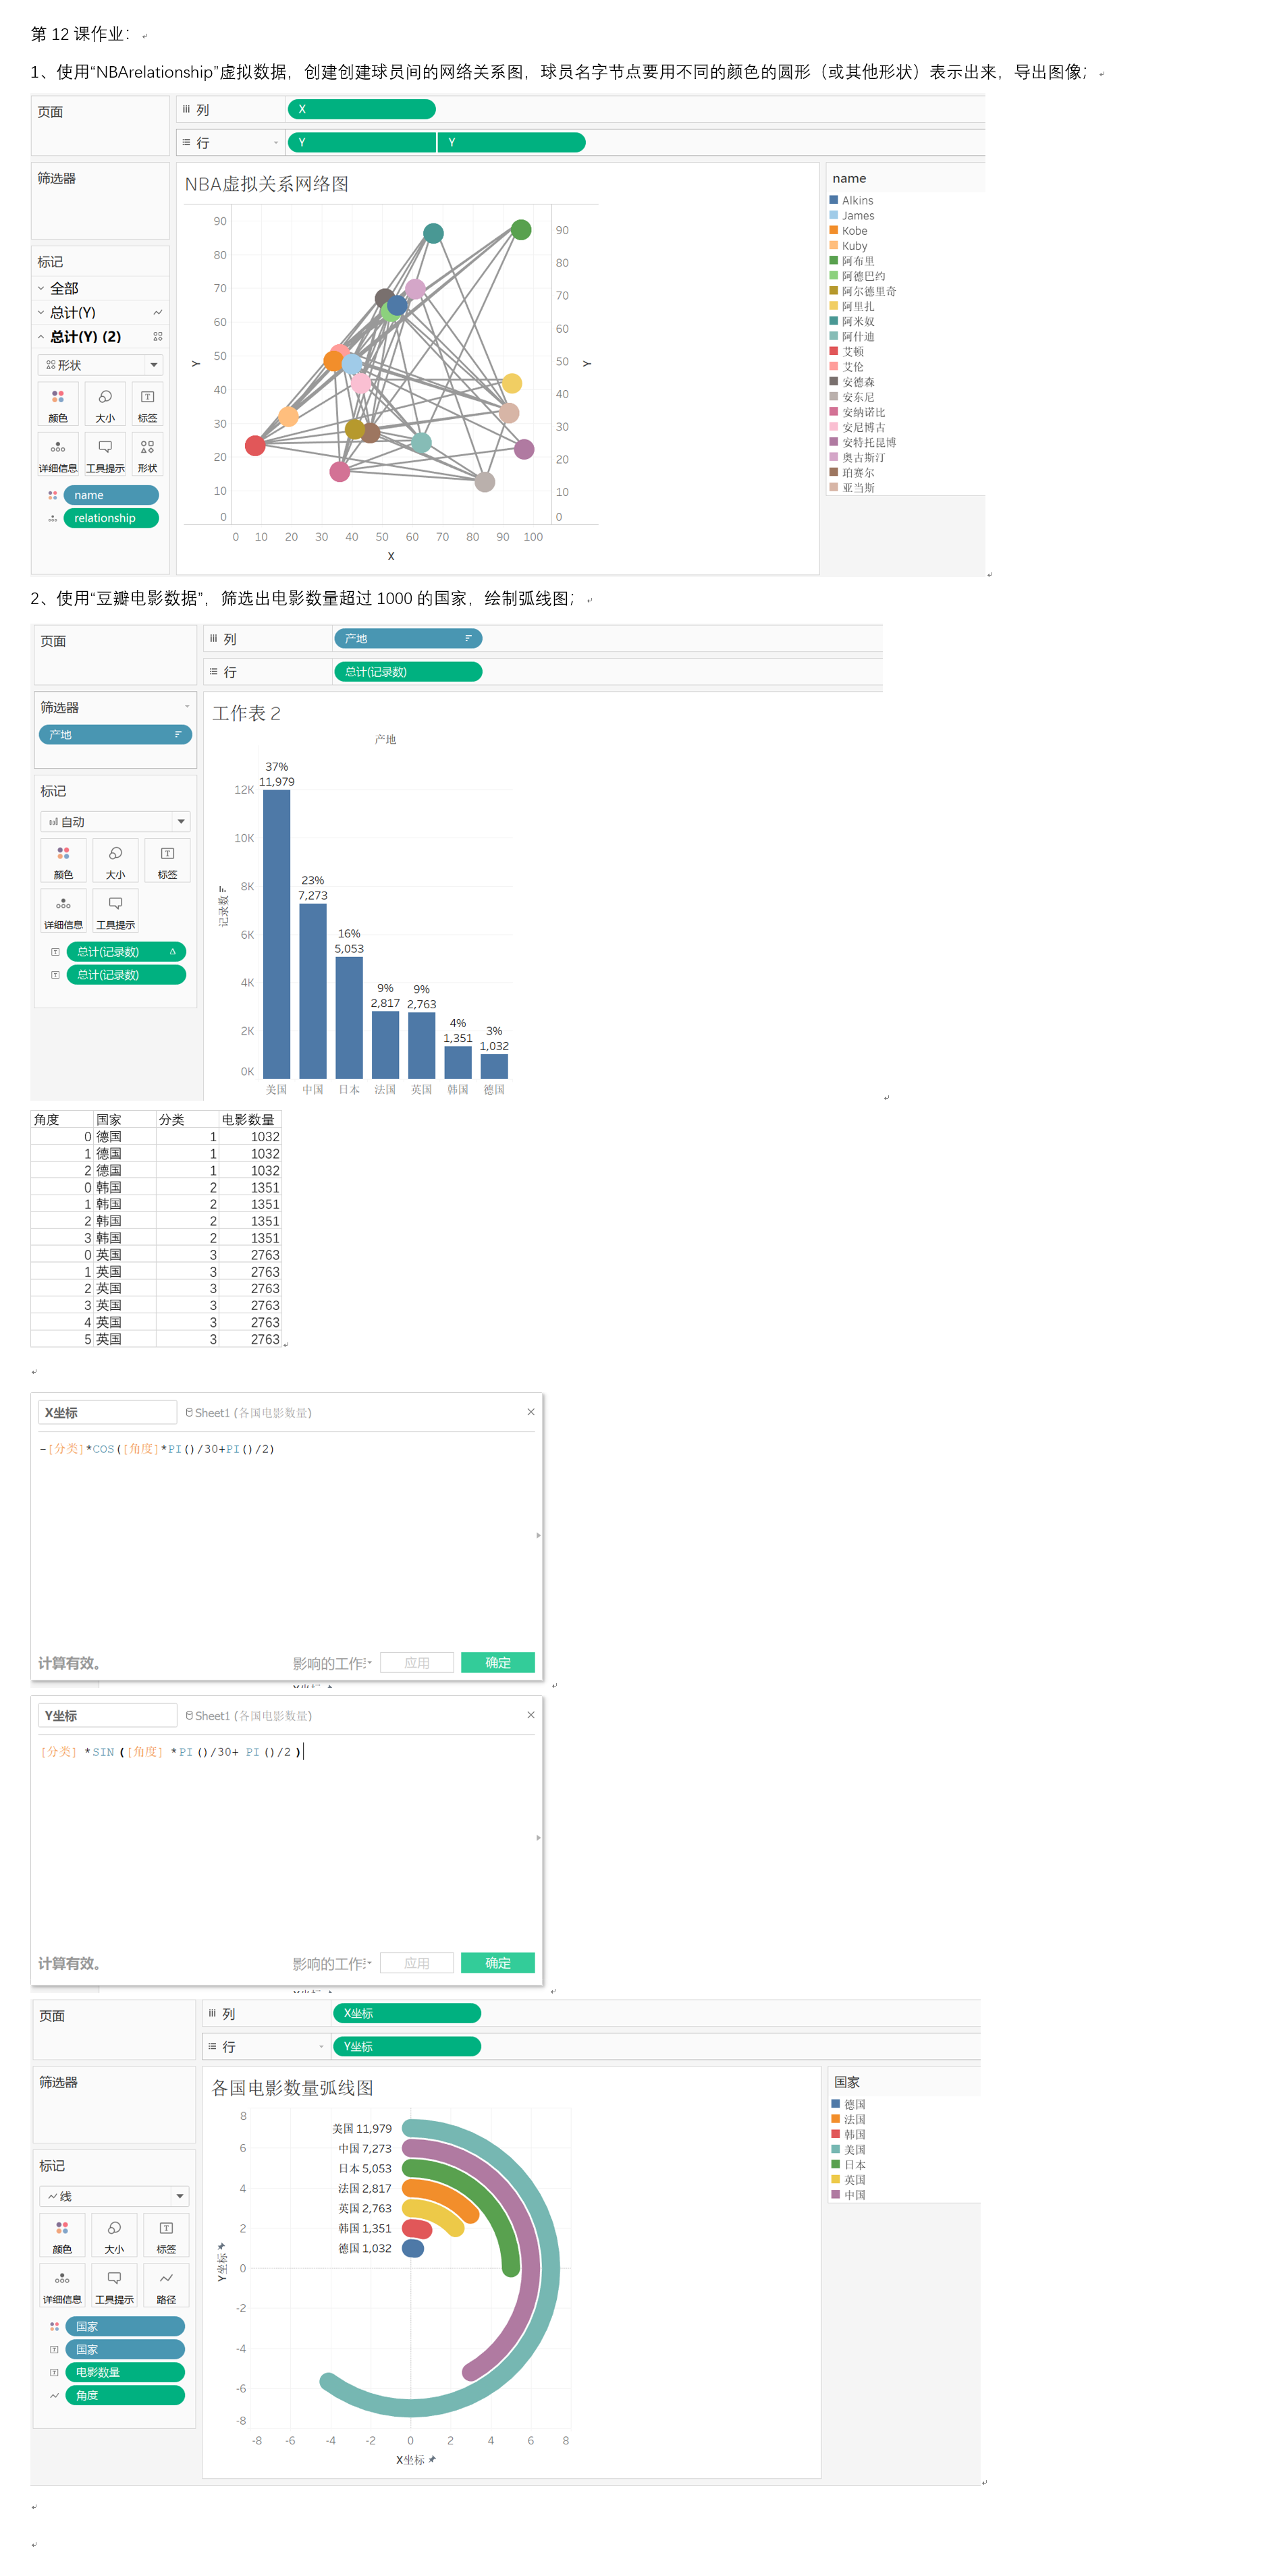 第 12 课作业：
1、使用“NBArelationship”虚拟数据，创建创建球员间的网络关系图，球员名字节点要用不同的颜色的圆形（或其他形状）表示出来，导出图像；
页面
列
X
行
Y
Y
筛选器
标记
全部
总计(Y)
总计(Y) (2)
形状
颜色
大小
标签
详细信息
工具提示
形状
name
relationship
NBA虚拟关系网络图
90
80
70
60
50
40
30
20
10
0
Y
90
80
70
60
50
40
30
20
10
0
Y
0 10 20 30 40 50 60 70 80 90 100
X
name
Alkins
James
Kobe
Kuby
阿布里
阿德巴约
阿尔德里奇
阿里扎
阿米奴
阿什迪
艾顿
艾伦
安德森
安东尼
安纳诺比
安尼博古
安特托昆博
奥古斯汀
珀赛尔
亚当斯
2、使用“豆瓣电影数据”，筛选出电影数量超过 1000 的国家，绘制弧线图；
页面
列
产地
行
总计(记录数)
筛选器
产地
标记
自动
颜色
大小
标签
详细信息
工具提示
总计(记录数) Δ
总计(记录数)
工作表 2
产地
12K
10K
8K
6K
4K
2K
0K
记录数
37%
11,979
23%
7,273
16%
5,053
9%
2,817
9%
2,763
4%
1,351
3%
1,032
美国 中国 日本 法国 英国 韩国 德国
角度 国家 分类 电影数量
0 德国 1 1032
1 德国 1 1032
2 德国 1 1032
0 韩国 2 1351
1 韩国 2 1351
2 韩国 2 1351
3 韩国 2 1351
0 英国 3 2763
1 英国 3 2763
2 英国 3 2763
3 英国 3 2763
4 英国 3 2763
5 英国 3 2763
X坐标
Sheet1 (各国电影数量)
-[分类]*COS([角度]*PI()/30+PI()/2)
计算有效。
影响的工作
应用
确定
Y坐标
Sheet1 (各国电影数量)
[分类] *SIN ([角度] *PI ()/30+ PI ()/2 )
计算有效。
影响的工作
应用
确定
页面
列
X坐标
行
Y坐标
筛选器
标记
线
颜色
大小
标签
详细信息
工具提示
路径
国家
国家
电影数量
角度
各国电影数量弧线图
8
6
4
2
0
-2
-4
-6
-8
Y坐标
美国 11,979
中国 7,273
日本 5,053
法国 2,817
英国 2,763
韩国 1,351
德国 1,032
-8 -6 -4 -2 0 2 4 6 8
X坐标
国家
德国
法国
韩国
美国
日本
英国
中国